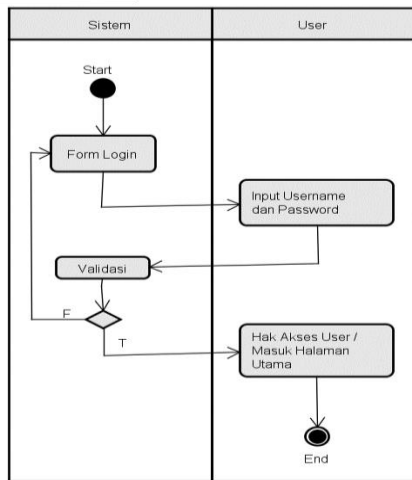 Sistem
User
Start
Form Login
Input Username
dan Password
Validasi
F
T
Hak Akses User /
Masuk Halaman
Utama
End